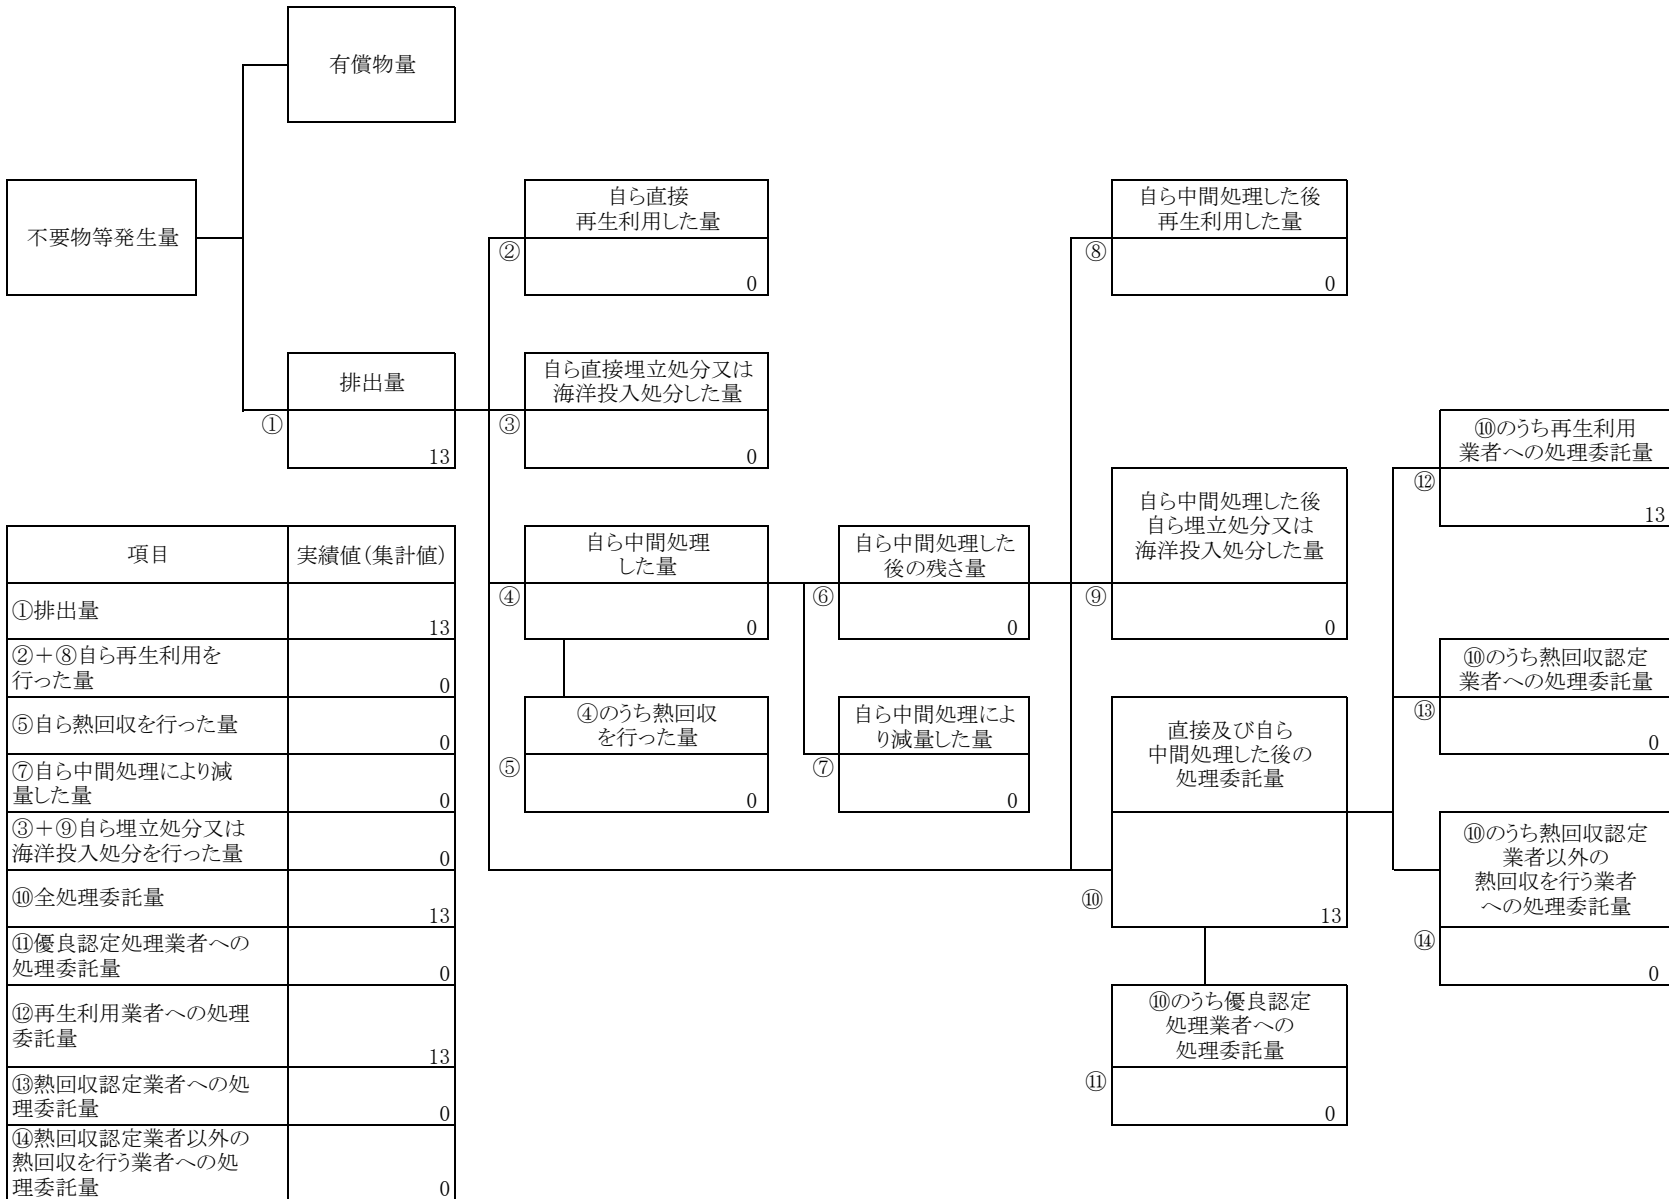 有償物量
不要物等発生量
排出量
①
13
自ら直接
再生利用した量
②
0
自ら直接埋立処分又は
海洋投入処分した量
③
0
自ら中間処理
した量
④
0
④のうち熱回収
を行った量
⑤
0
自ら中間処理した
後の残さ量
⑥
0
自ら中間処理によ
り減量した量
⑦
0
自ら中間処理した後
再生利用した量
⑧
0
自ら中間処理した後
自ら埋立処分又は
海洋投入処分した量
⑨
0
直接及び自ら
中間処理した後の
処理委託量
⑩
13
⑩のうち優良認定
処理業者への
処理委託量
⑪
0
⑩のうち再生利用
業者への処理委託量
⑫
13
⑩のうち熱回収認定
業者への処理委託量
⑬
0
⑩のうち熱回収認定
業者以外の
熱回収を行う業者
への処理委託量
⑭
0
項目 実績値(集計値)
①排出量
13
②+⑧自ら再生利用を
行った量
0
⑤自ら熱回収を行った量
0
⑦自ら中間処理により減
量した量
0
③+⑨自ら埋立処分又は
海洋投入処分を行った量
0
⑩全処理委託量
13
⑪優良認定処理業者への
処理委託量
0
⑫再生利用業者への処理
委託量
13
⑬熱回収認定業者への処
理委託量
0
⑭熱回収認定業者以外の
熱回収を行う業者への処
理委託量
0